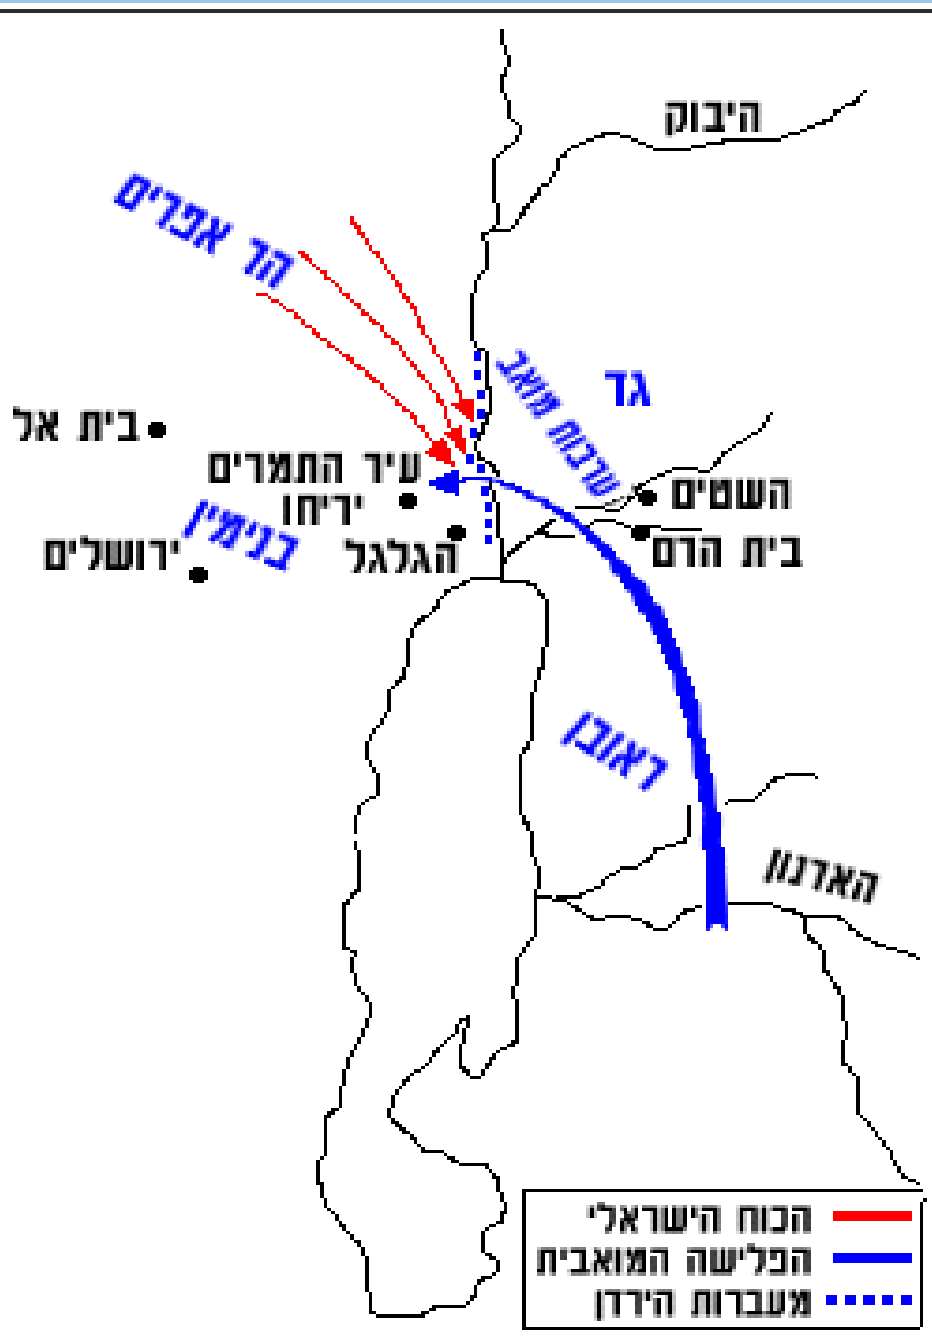 היבוק
הר אפרים
ערבות מואב
גד
בית אל
עיר התמרים
יריחו
השטים
בנימין
ירושלים
הגלגל
בית הרם
ראובן
הארנון
הכוח הישראלי
הפלישה המואבית
מעברות הירדן